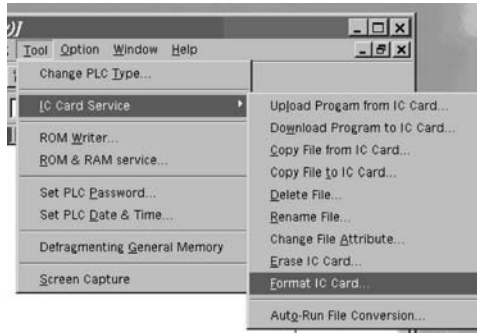 )]
Tool Option Window Help
Change PLC Type...
IC Card Service
ROM Writer...
ROM & RAM service...
Set PLC Password...
Set PLC Date & Time...
Defragmenting General Memory
Screen Capture
Upload Progam from IC Card...
Download Program to IC Card...
Copy File from IC Card...
Copy File to IC Card...
Delete File...
Rename File...
Change File Attribute...
Erase IC Card...
Format IC Card...
Auto-Run File Conversion...